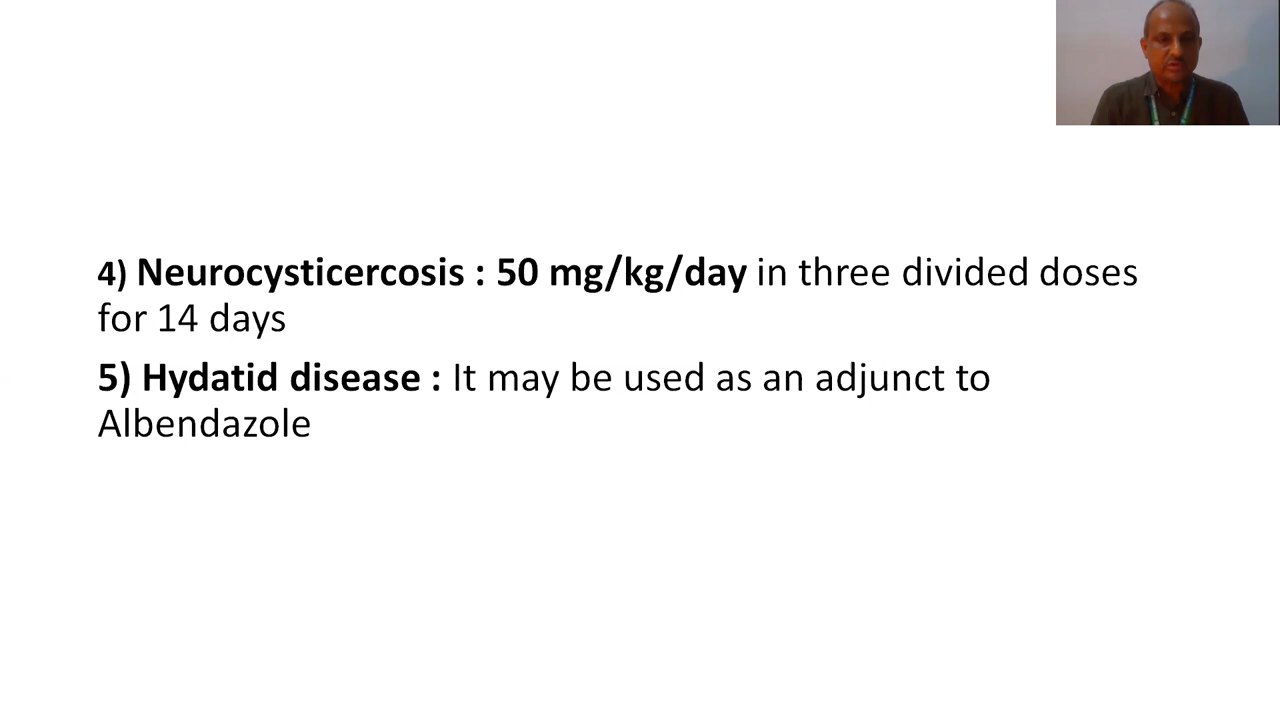 4) Neurocysticercosis : 50 mg/kg/day in three divided doses
for 14 days
5) Hydatid disease : It may be used as an adjunct to
Albendazole